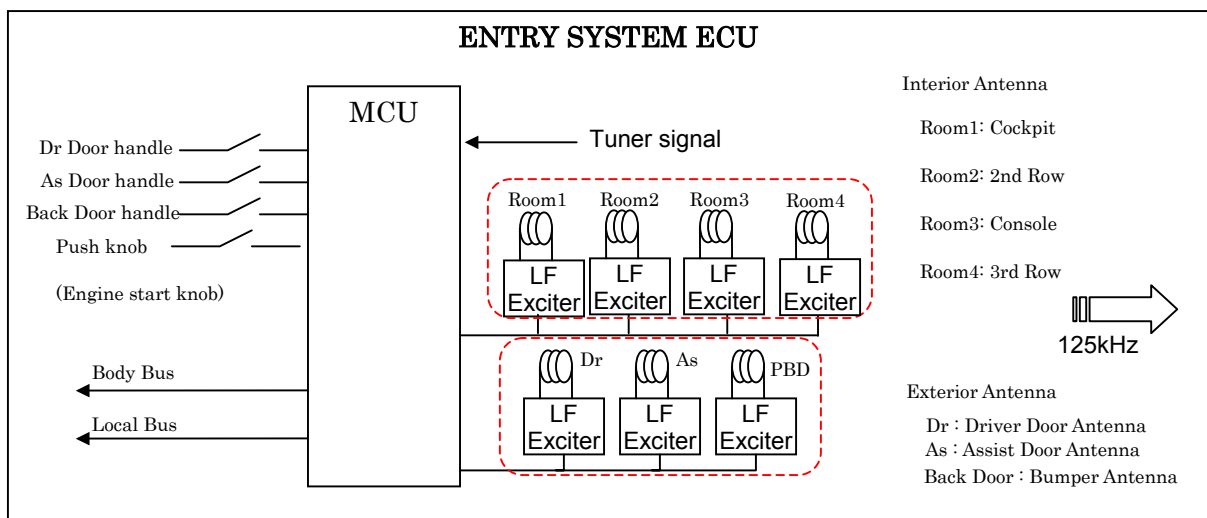 ENTRY SYSTEM ECU
MCU
Dr Door handle
As Door handle
Back Door handle
Push knob
(Engine start knob)
Body Bus
Local Bus
Tuner signal
Room1 Room2 Room3 Room4
LF Exciter LF Exciter LF Exciter LF Exciter
Dr As PBD
LF Exciter LF Exciter LF Exciter
Interior Antenna
Room1: Cockpit
Room2: 2nd Row
Room3: Console
Room4: 3rd Row
125kHz
Exterior Antenna
Dr : Driver Door Antenna
As : Assist Door Antenna
Back Door : Bumper Antenna